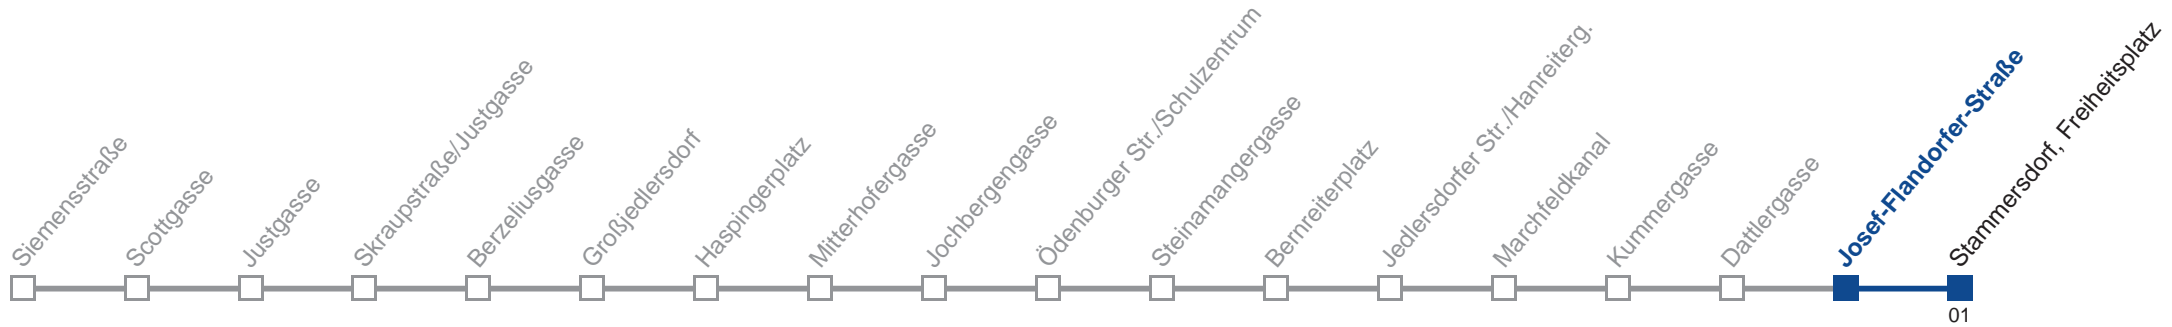 Siemensstraße
Scottgasse
Justgasse
Skraupstraße/Justgasse
Berzeliusgasse
Großjedlersdorf
Haspingerplatz
Mitterhofergasse
Jochbergengasse
Ödenburger Str./Schulzentrum
Steinamangergasse
Bernreiterplatz
Jedlersdorfer Str./Hanreiterg.
Marchfeldkanal
Kummergasse
Dattlergasse
Josef-Flandorfer-Straße
Stammersdorf, Freiheitsplatz
01